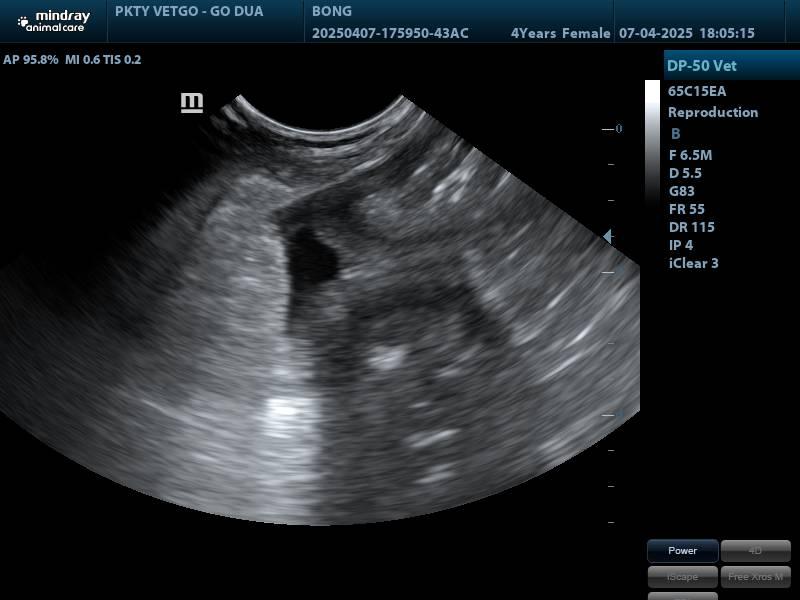 mindray
animal care
PKTY VETGO - GO DUA
BONG
20250407-175950-43AC 4Years Female 07-04-2025 18:05:15
AP 95.8% MI 0.6 TIS 0.2
m
DP-50 Vet
65C15EA
Reproduction
B
F 6.5M
D 5.5
G83
FR 55
DR 115
IP 4
iClear 3
0
Power
4D
iScape
Free Xros M